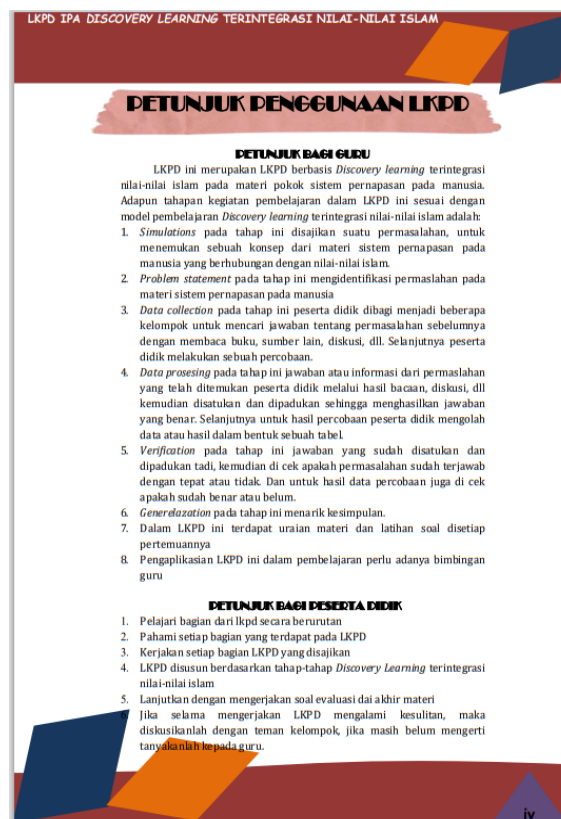 LKPD IPA DISCOVERY LEARNING TERINTEGRASI NILAI-NILAI ISLAM
PETUNJUK PENGGUNAAN LKPD
PETUNJUK BAGI GURU
LKPD ini merupakan LKPD berbasis Discovery learning terintegrasi
nilai-nilai islam pada materi pokok sistem pernapasan pada manusia.
Adapun tahapan kegiatan pembelajaran dalam LKPD ini sesuai dengan
model pembelajaran Discovery learning terintegrasi nilai-nilai islam adalah:
1. Simulations pada tahap ini disajikan suatu permasalahan, untuk
menemukan sebuah konsep dari materi sistem pernapasan pada
manusia yang berhubungan dengan nilai-nilai islam.
2. Problem statement pada tahap ini mengidentifikasi permaslahan pada
materi sistem pernapasan pada manusia
3. Data collection pada tahap ini peserta didik dibagi menjadi beberapa
kelompok untuk mencari jawaban tentang permasalahan sebelumnya
dengan membaca buku, sumber lain, diskusi, dll. Selanjutnya peserta
didik melakukan sebuah percobaan.
4. Data prosesing pada tahap ini jawaban atau informasi dari permaslahan
yang telah ditemukan peserta didik melalui hasil bacaan, diskusi, dll
kemudian disatukan dan dipadukan sehingga menghasilkan jawaban
yang benar. Selanjutnya untuk hasil percobaan peserta didik mengolah
data atau hasil dalam bentuk sebuah tabel.
5. Verification pada tahap ini jawaban yang sudah disatukan dan
dipadukan tadi, kemudian di cek apakah permasalahan sudah terjawab
dengan tepat atau tidak. Dan untuk hasil data percobaan juga di cek
apakah sudah benar atau belum.
6. Generelazation pada tahap ini menarik kesimpulan.
7. Dalam LKPD ini terdapat uraian materi dan latihan soal disetiap
pertemuannya
8. Pengaplikasian LKPD ini dalam pembelajaran perlu adanya bimbingan
guru
PETUNJUK BAGI PESERTA DIDIK
1. Pelajari bagian dari lkpd secara berurutan
2. Pahami setiap bagian yang terdapat pada LKPD
3. Kerjakan setiap bagian LKPD yang disajikan
4. LKPD disusun berdasarkan tahap-tahap Discovery Learning terintegrasi
nilai-nilai islam
5. Lanjutkan dengan mengerjakan soal evaluasi dai akhir materi
6. Jika selama mengerjakan LKPD mengalami kesulitan, maka
diskusikanlah dengan teman kelompok, jika masih belum mengerti
tanyakanlah kepada guru.
iv